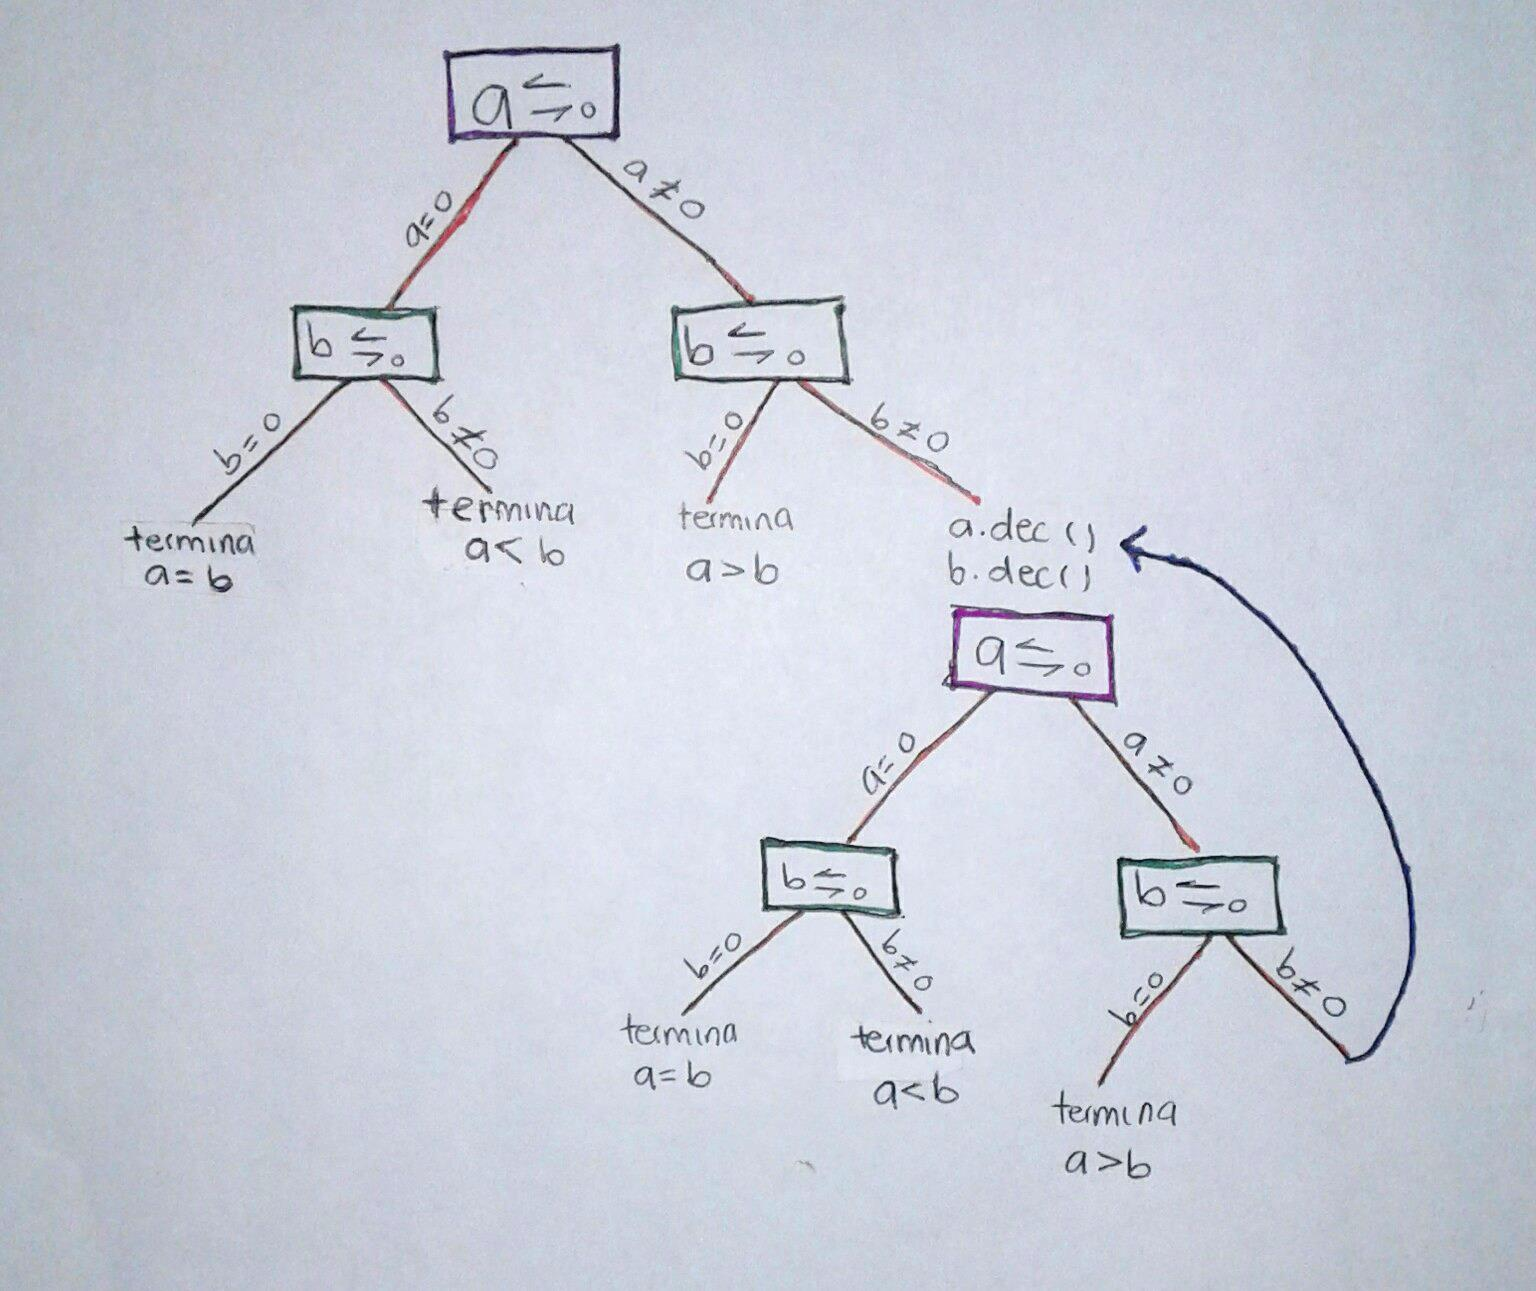 a ⇆ 0
a=0
a≠0
b ⇆ 0
b ⇆ 0
b=0
b≠0
b=0
b≠0
termina
a=b
termina
a<b
termina
a>b
a.dec()
b.dec()
a ⇆ 0
a=0
a≠0
b ⇆ 0
b ⇆ 0
b=0
b≠0
b=0
b≠0
termina
a=b
termina
a<b
termina
a>b